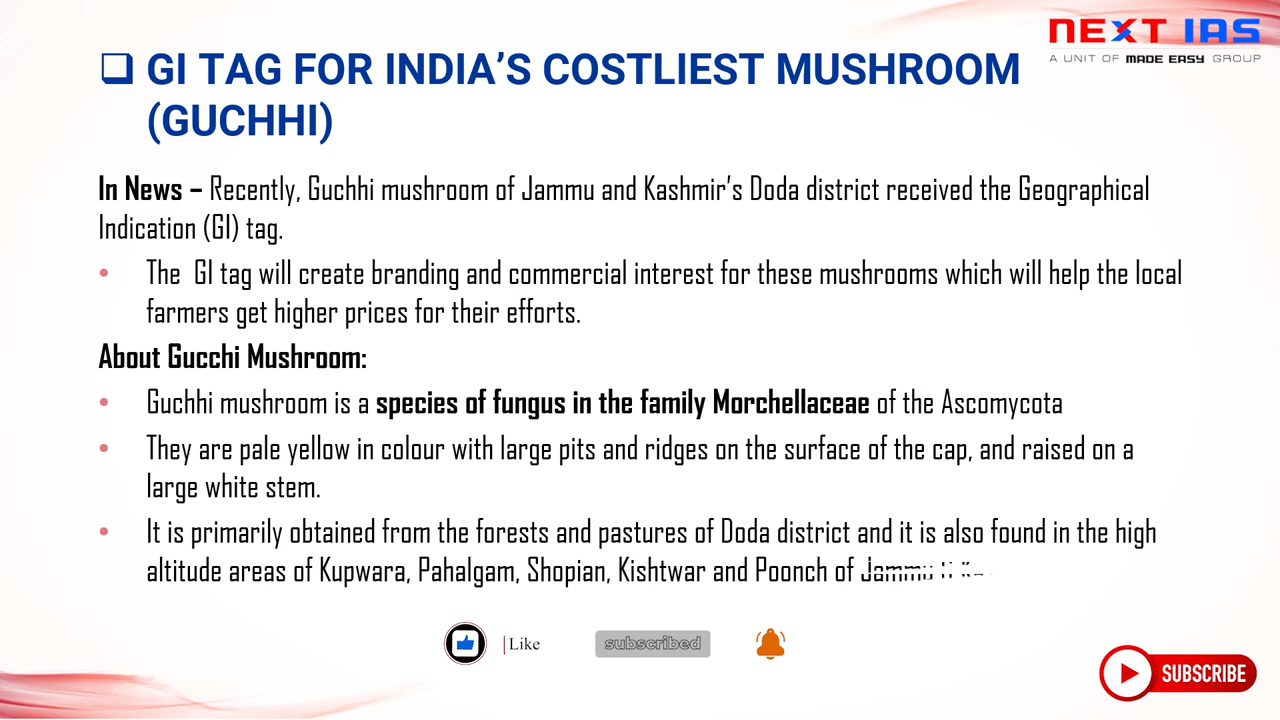 NEXT IAS
A UNIT OF MADE EASY GROUP
❑ GI TAG FOR INDIA’S COSTLIEST MUSHROOM
(GUCHHI)
In News – Recently, Guchhi mushroom of Jammu and Kashmir’s Doda district received the Geographical
Indication (GI) tag.
• The GI tag will create branding and commercial interest for these mushrooms which will help the local
farmers get higher prices for their efforts.
About Gucchi Mushroom:
• Guchhi mushroom is a species of fungus in the family Morchellaceae of the Ascomycota
• They are pale yellow in colour with large pits and ridges on the surface of the cap, and raised on a
large white stem.
• It is primarily obtained from the forests and pastures of Doda district and it is also found in the high
altitude areas of Kupwara, Pahalgam, Shopian, Kishtwar and Poonch of Jammu
Like
subscribed
SUBSCRIBE